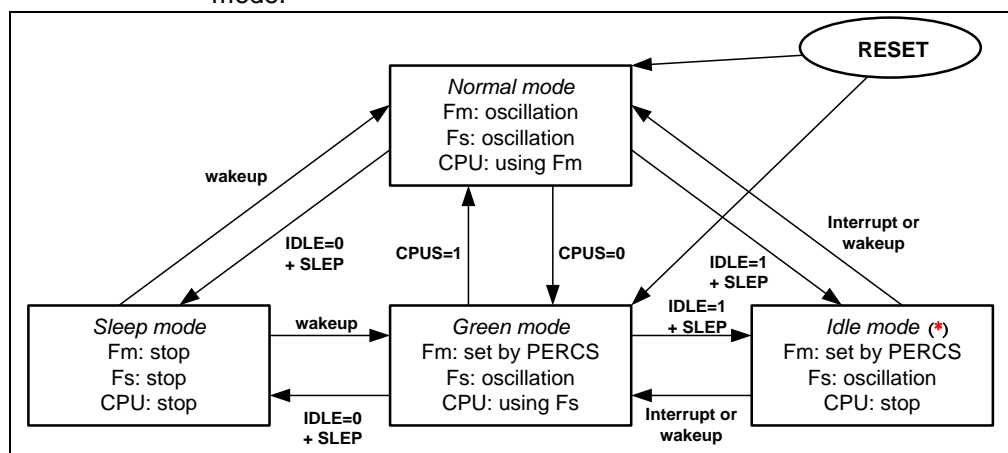 mode.
RESET
Normal mode
Fm: oscillation
Fs: oscillation
CPU: using Fm
wakeup
IDLE=0
+ SLEP
CPUS=1
CPUS=0
Interrupt or
wakeup
IDLE=1
+ SLEP
Sleep mode
Fm: stop
Fs: stop
CPU: stop
wakeup
IDLE=0
+ SLEP
Green mode
Fm: set by PERCS
Fs: oscillation
CPU: using Fs
IDLE=1
+ SLEP
Interrupt or
wakeup
Idle mode (*)
Fm: set by PERCS
Fs: oscillation
CPU: stop